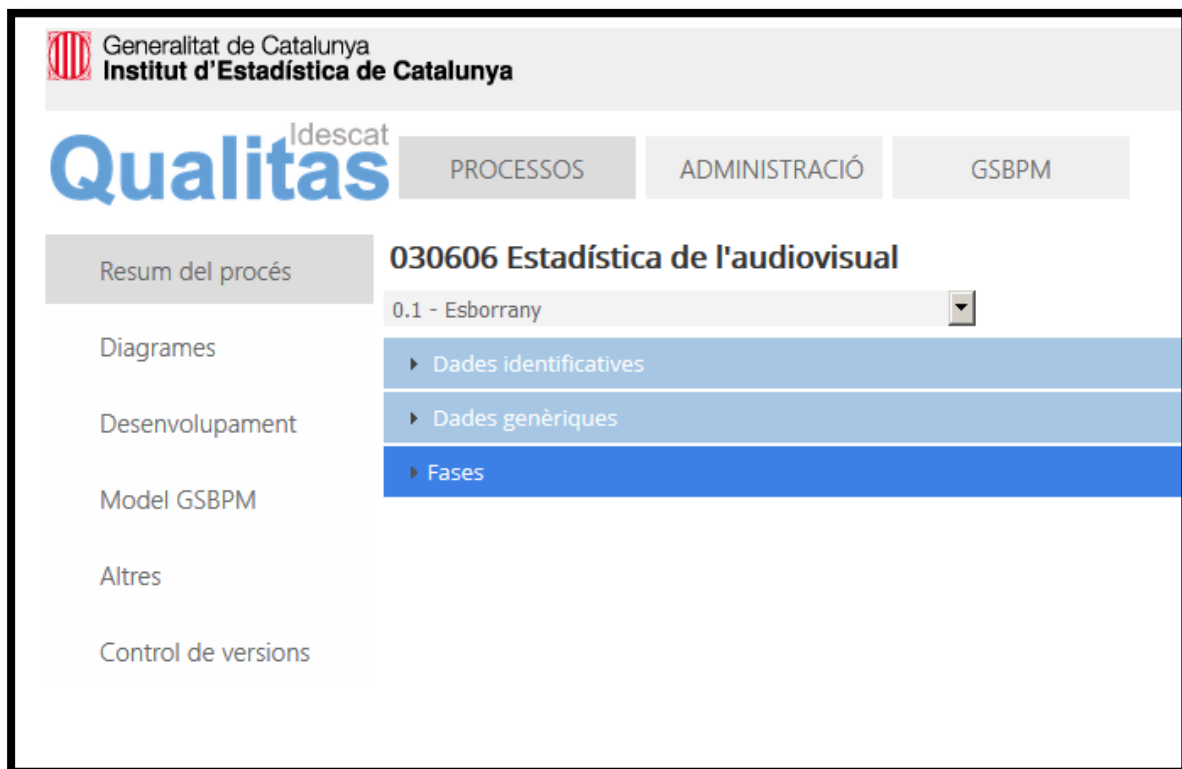 Generalitat de Catalunya
Institut d'Estadística de Catalunya
Idescat
Qualitas
PROCESSOS
ADMINISTRACIÓ
GSBPM
Resum del procés
Diagrames
Desenvolupament
Model GSBPM
Altres
Control de versions
030606 Estadística de l'audiovisual
0.1 - Esborrany
Dades identificatives
Dades genèriques
Fases